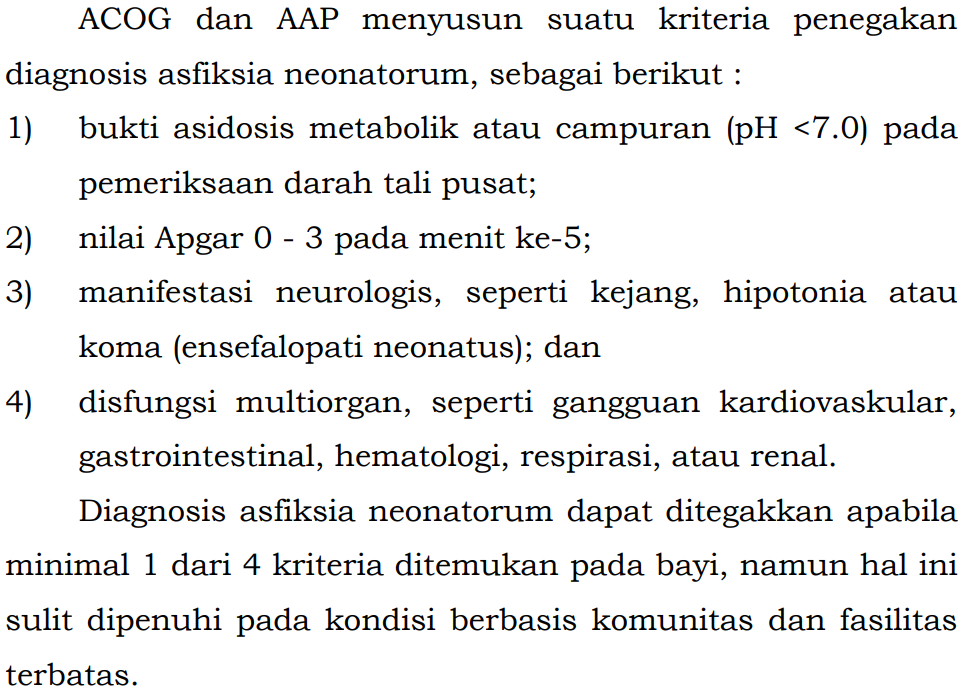 ACOG dan AAP menyusun suatu kriteria penegakan
diagnosis asfiksia neonatorum, sebagai berikut :
1) bukti asidosis metabolik atau campuran (pH <7.0) pada
pemeriksaan darah tali pusat;
2) nilai Apgar 0 - 3 pada menit ke-5;
3) manifestasi neurologis, seperti kejang, hipotonia atau
koma (ensefalopati neonatus); dan
4) disfungsi multiorgan, seperti gangguan kardiovaskular,
gastrointestinal, hematologi, respirasi, atau renal.
Diagnosis asfiksia neonatorum dapat ditegakkan apabila
minimal 1 dari 4 kriteria ditemukan pada bayi, namun hal ini
sulit dipenuhi pada kondisi berbasis komunitas dan fasilitas
terbatas.